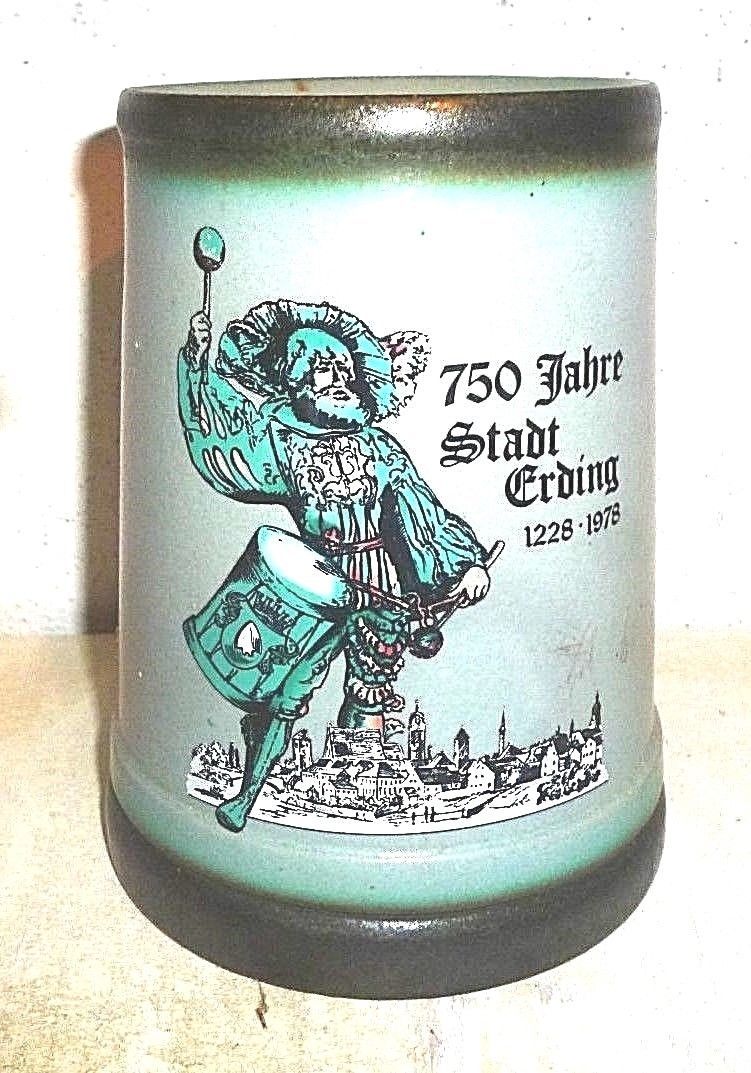 750 Jahre
Stadt
Erding
1228 · 1978